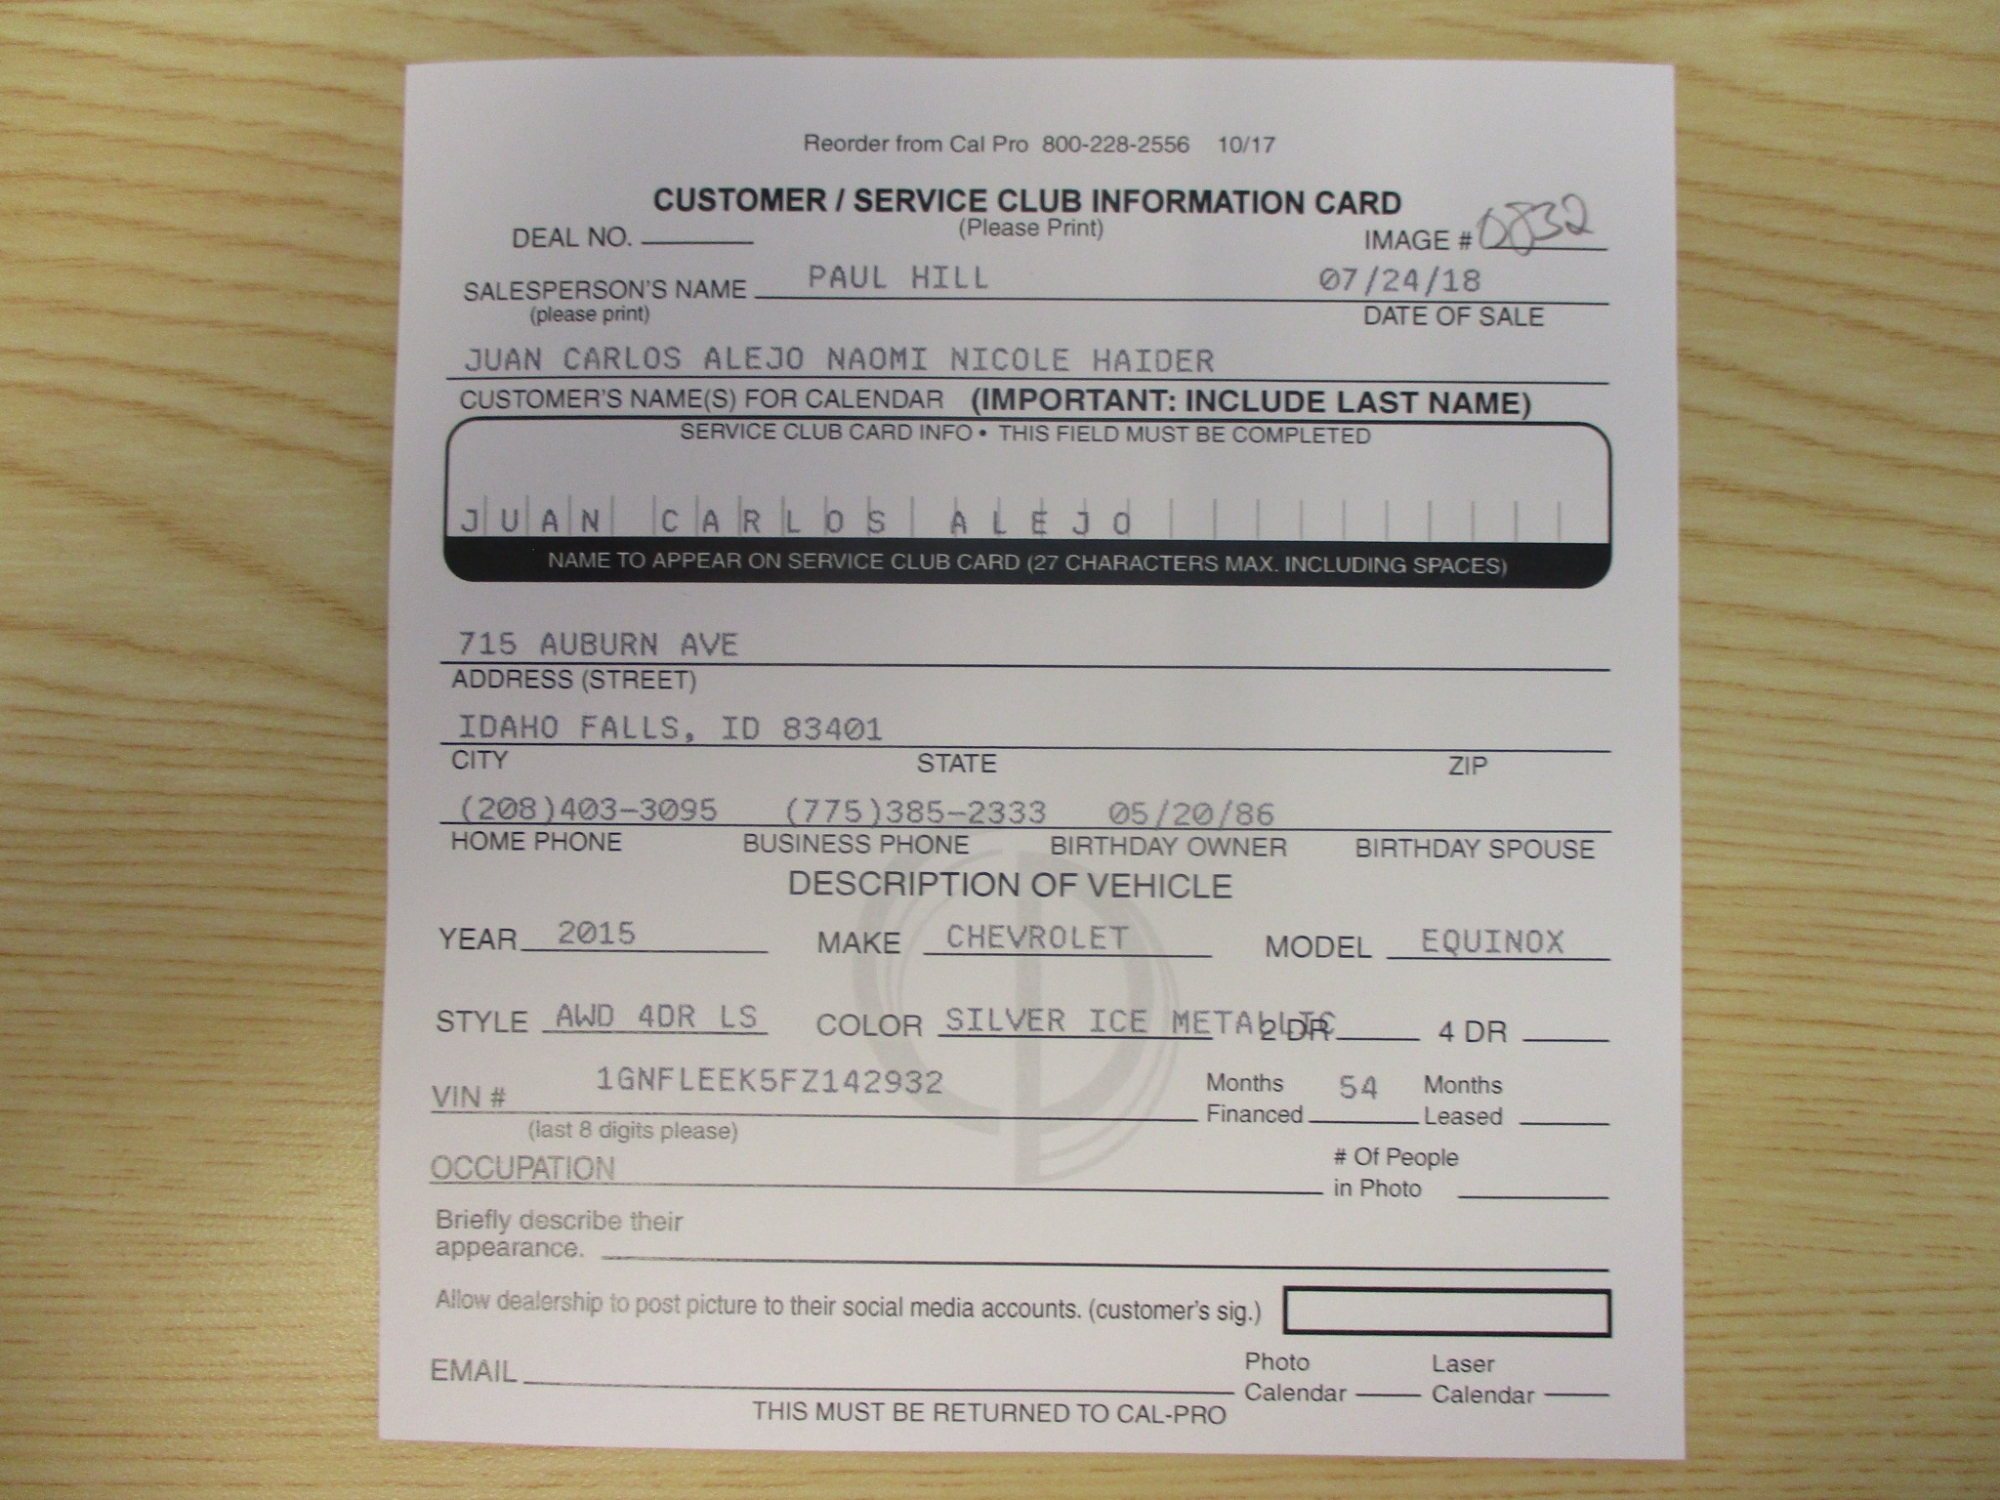 Reorder from Cal Pro 800-228-2556 10/17
CUSTOMER / SERVICE CLUB INFORMATION CARD
(Please Print)
DEAL NO. IMAGE # 0832
SALESPERSON'S NAME PAUL HILL 07/24/18
(please print) DATE OF SALE
JUAN CARLOS ALEJO NAOMI NICOLE HAIDER
CUSTOMER'S NAME(S) FOR CALENDAR (IMPORTANT: INCLUDE LAST NAME)
SERVICE CLUB CARD INFO • THIS FIELD MUST BE COMPLETED
JUAN CARLOS ALEJO
NAME TO APPEAR ON SERVICE CLUB CARD (27 CHARACTERS MAX. INCLUDING SPACES)
715 AUBURN AVE
ADDRESS (STREET)
IDAHO FALLS, ID 83401
CITY STATE ZIP
(208)403-3095 (775)385-2333 05/20/86
HOME PHONE BUSINESS PHONE BIRTHDAY OWNER BIRTHDAY SPOUSE
DESCRIPTION OF VEHICLE
YEAR 2015 MAKE CHEVROLET MODEL EQUINOX
STYLE AWD 4DR LS COLOR SILVER ICE METALLIC 2 DR 4 DR
VIN # 1GNFLEEK5FZ142932 Months Financed 54 Months Leased
(last 8 digits please)
OCCUPATION # Of People in Photo
Briefly describe their
appearance.
Allow dealership to post picture to their social media accounts. (customer's sig.)
EMAIL Photo Calendar Laser Calendar
THIS MUST BE RETURNED TO CAL-PRO